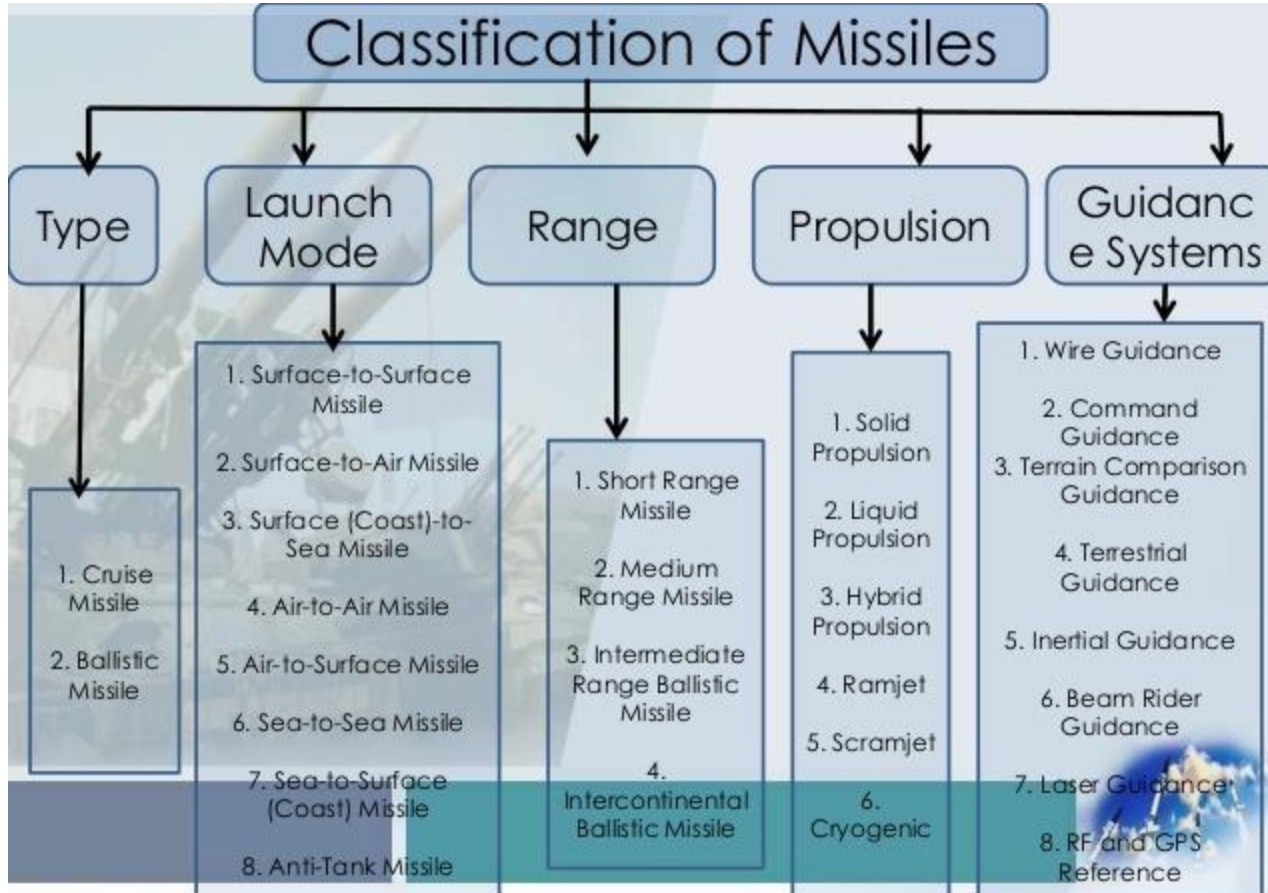 Classification of Missiles
Type
Launch
Mode
Range
Propulsion
Guidanc
e Systems
1. Cruise
Missile
2. Ballistic
Missile
1. Surface-to-Surface
Missile
2. Surface-to-Air Missile
3. Surface (Coast)-to-
Sea Missile
4. Air-to-Air Missile
5. Air-to-Surface Missile
6. Sea-to-Sea Missile
7. Sea-to-Surface
(Coast) Missile
8. Anti-Tank Missile
1. Short Range
Missile
2. Medium
Range Missile
3. Intermediate
Range Ballistic
Missile
4.
Intercontinental
Ballistic Missile
1. Solid
Propulsion
2. Liquid
Propulsion
3. Hybrid
Propulsion
4. Ramjet
5. Scramjet
6.
Cryogenic
1. Wire Guidance
2. Command
Guidance
3. Terrain Comparison
Guidance
4. Terrestrial
Guidance
5. Inertial Guidance
6. Beam Rider
Guidance
7. Laser Guidance
8. RF and GPS
Reference